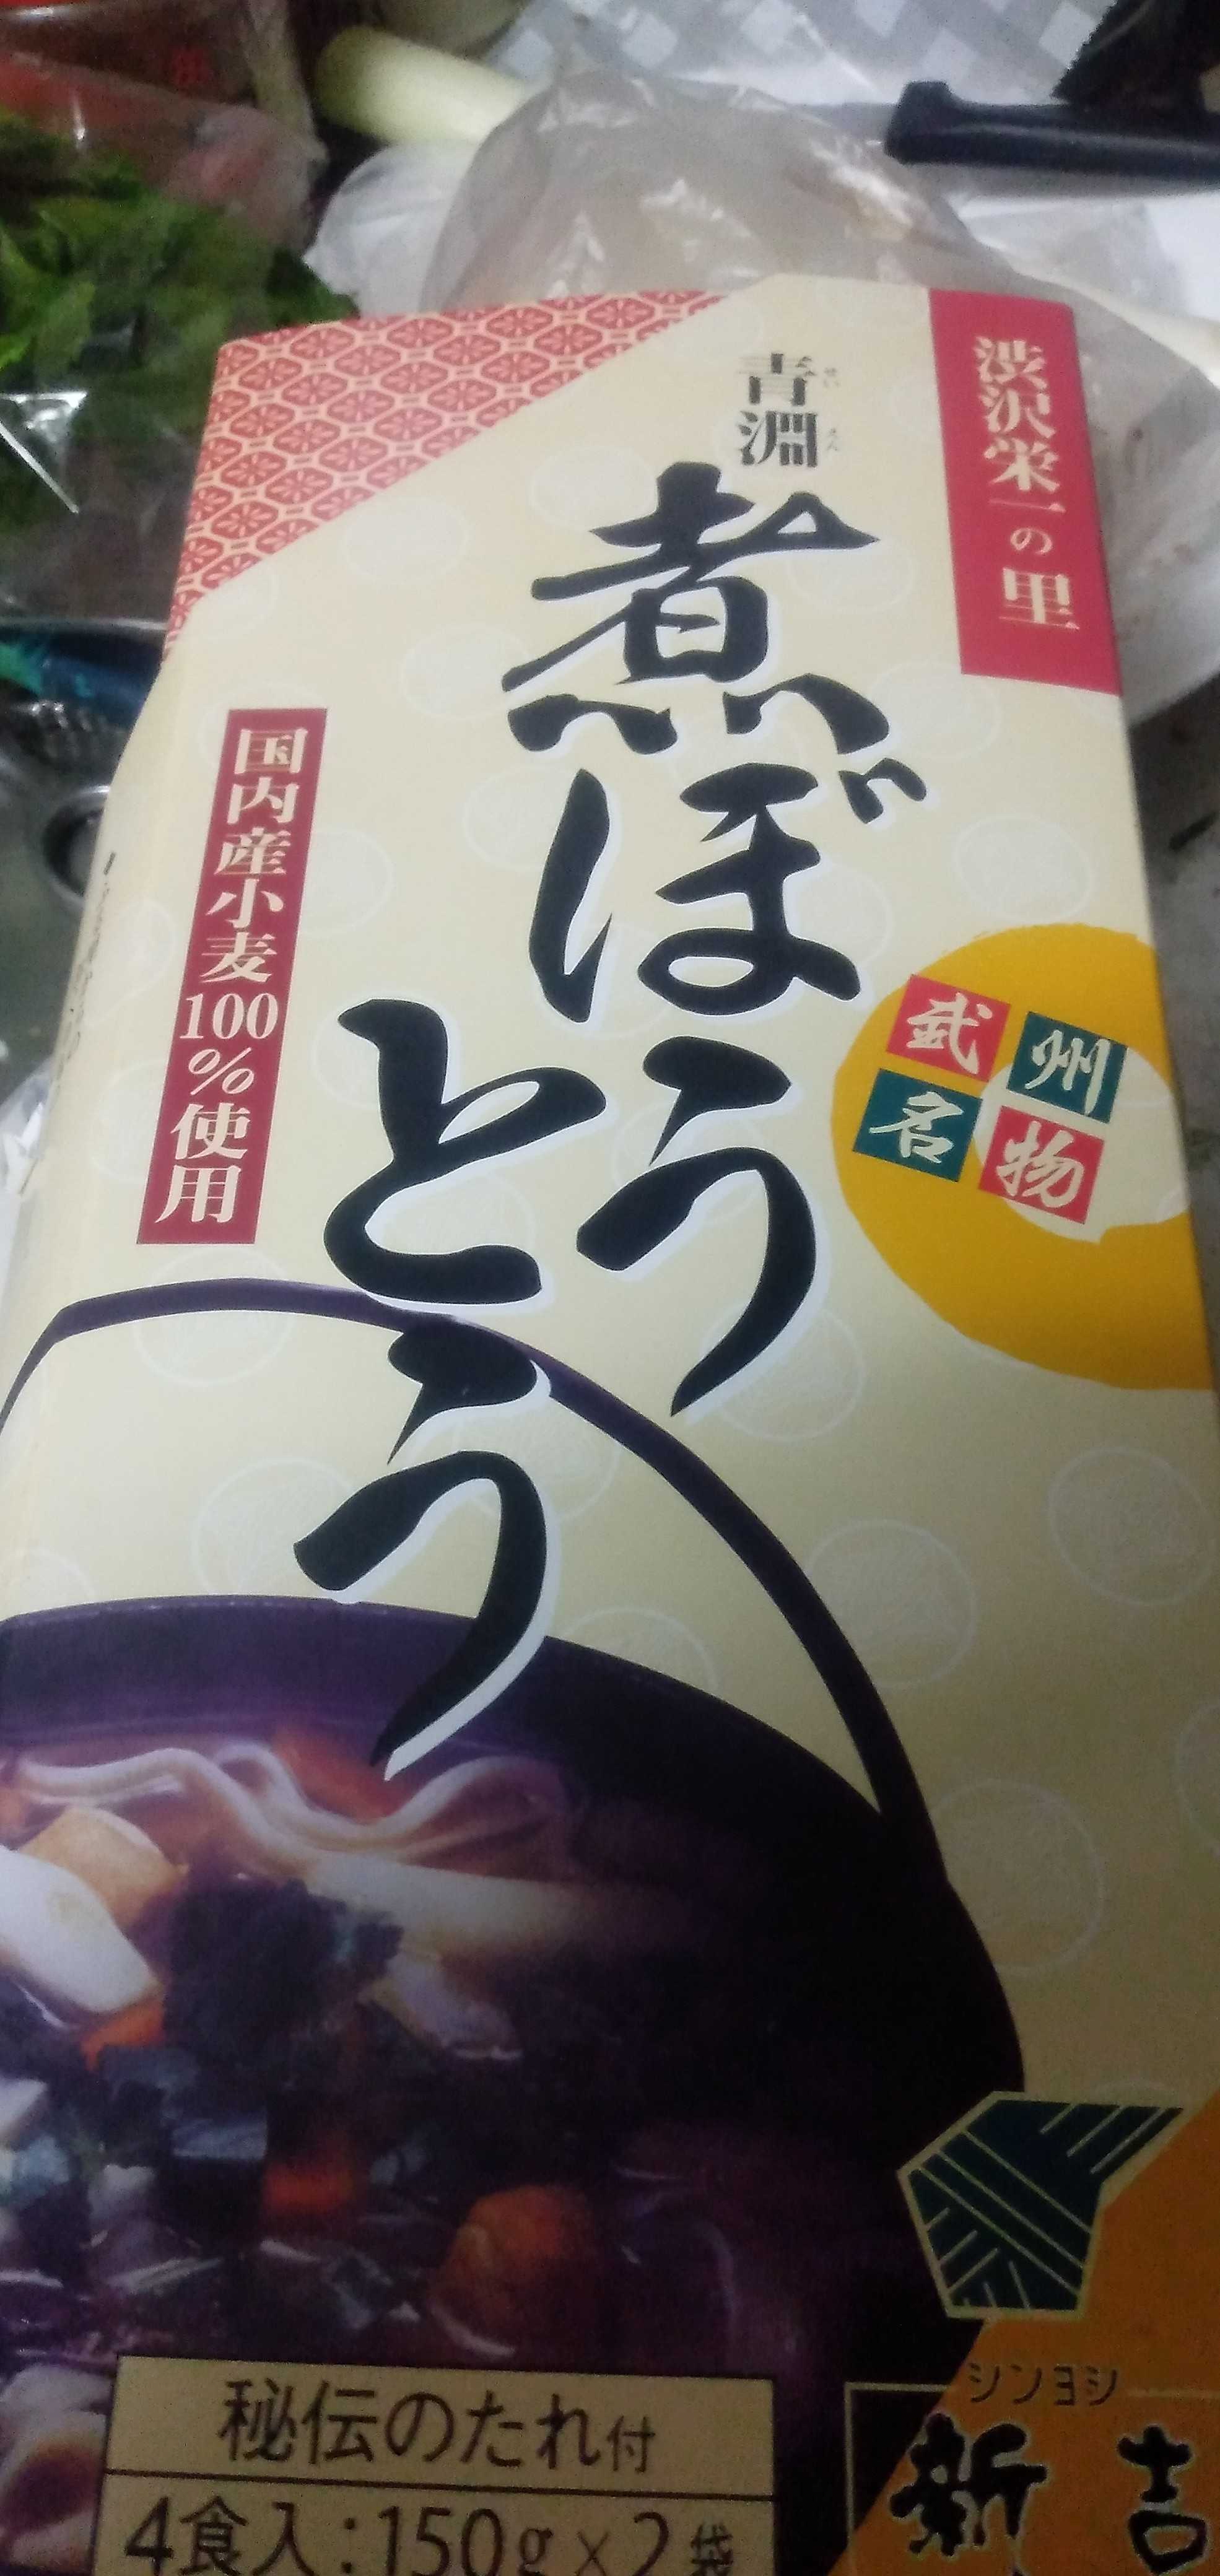 渋沢栄一の里
青淵
せいえん
煮ぼうとう
武州名物
国内産小麦100%使用
秘伝のたれ付
4食入:150g×2袋
シンヨシ
新吉